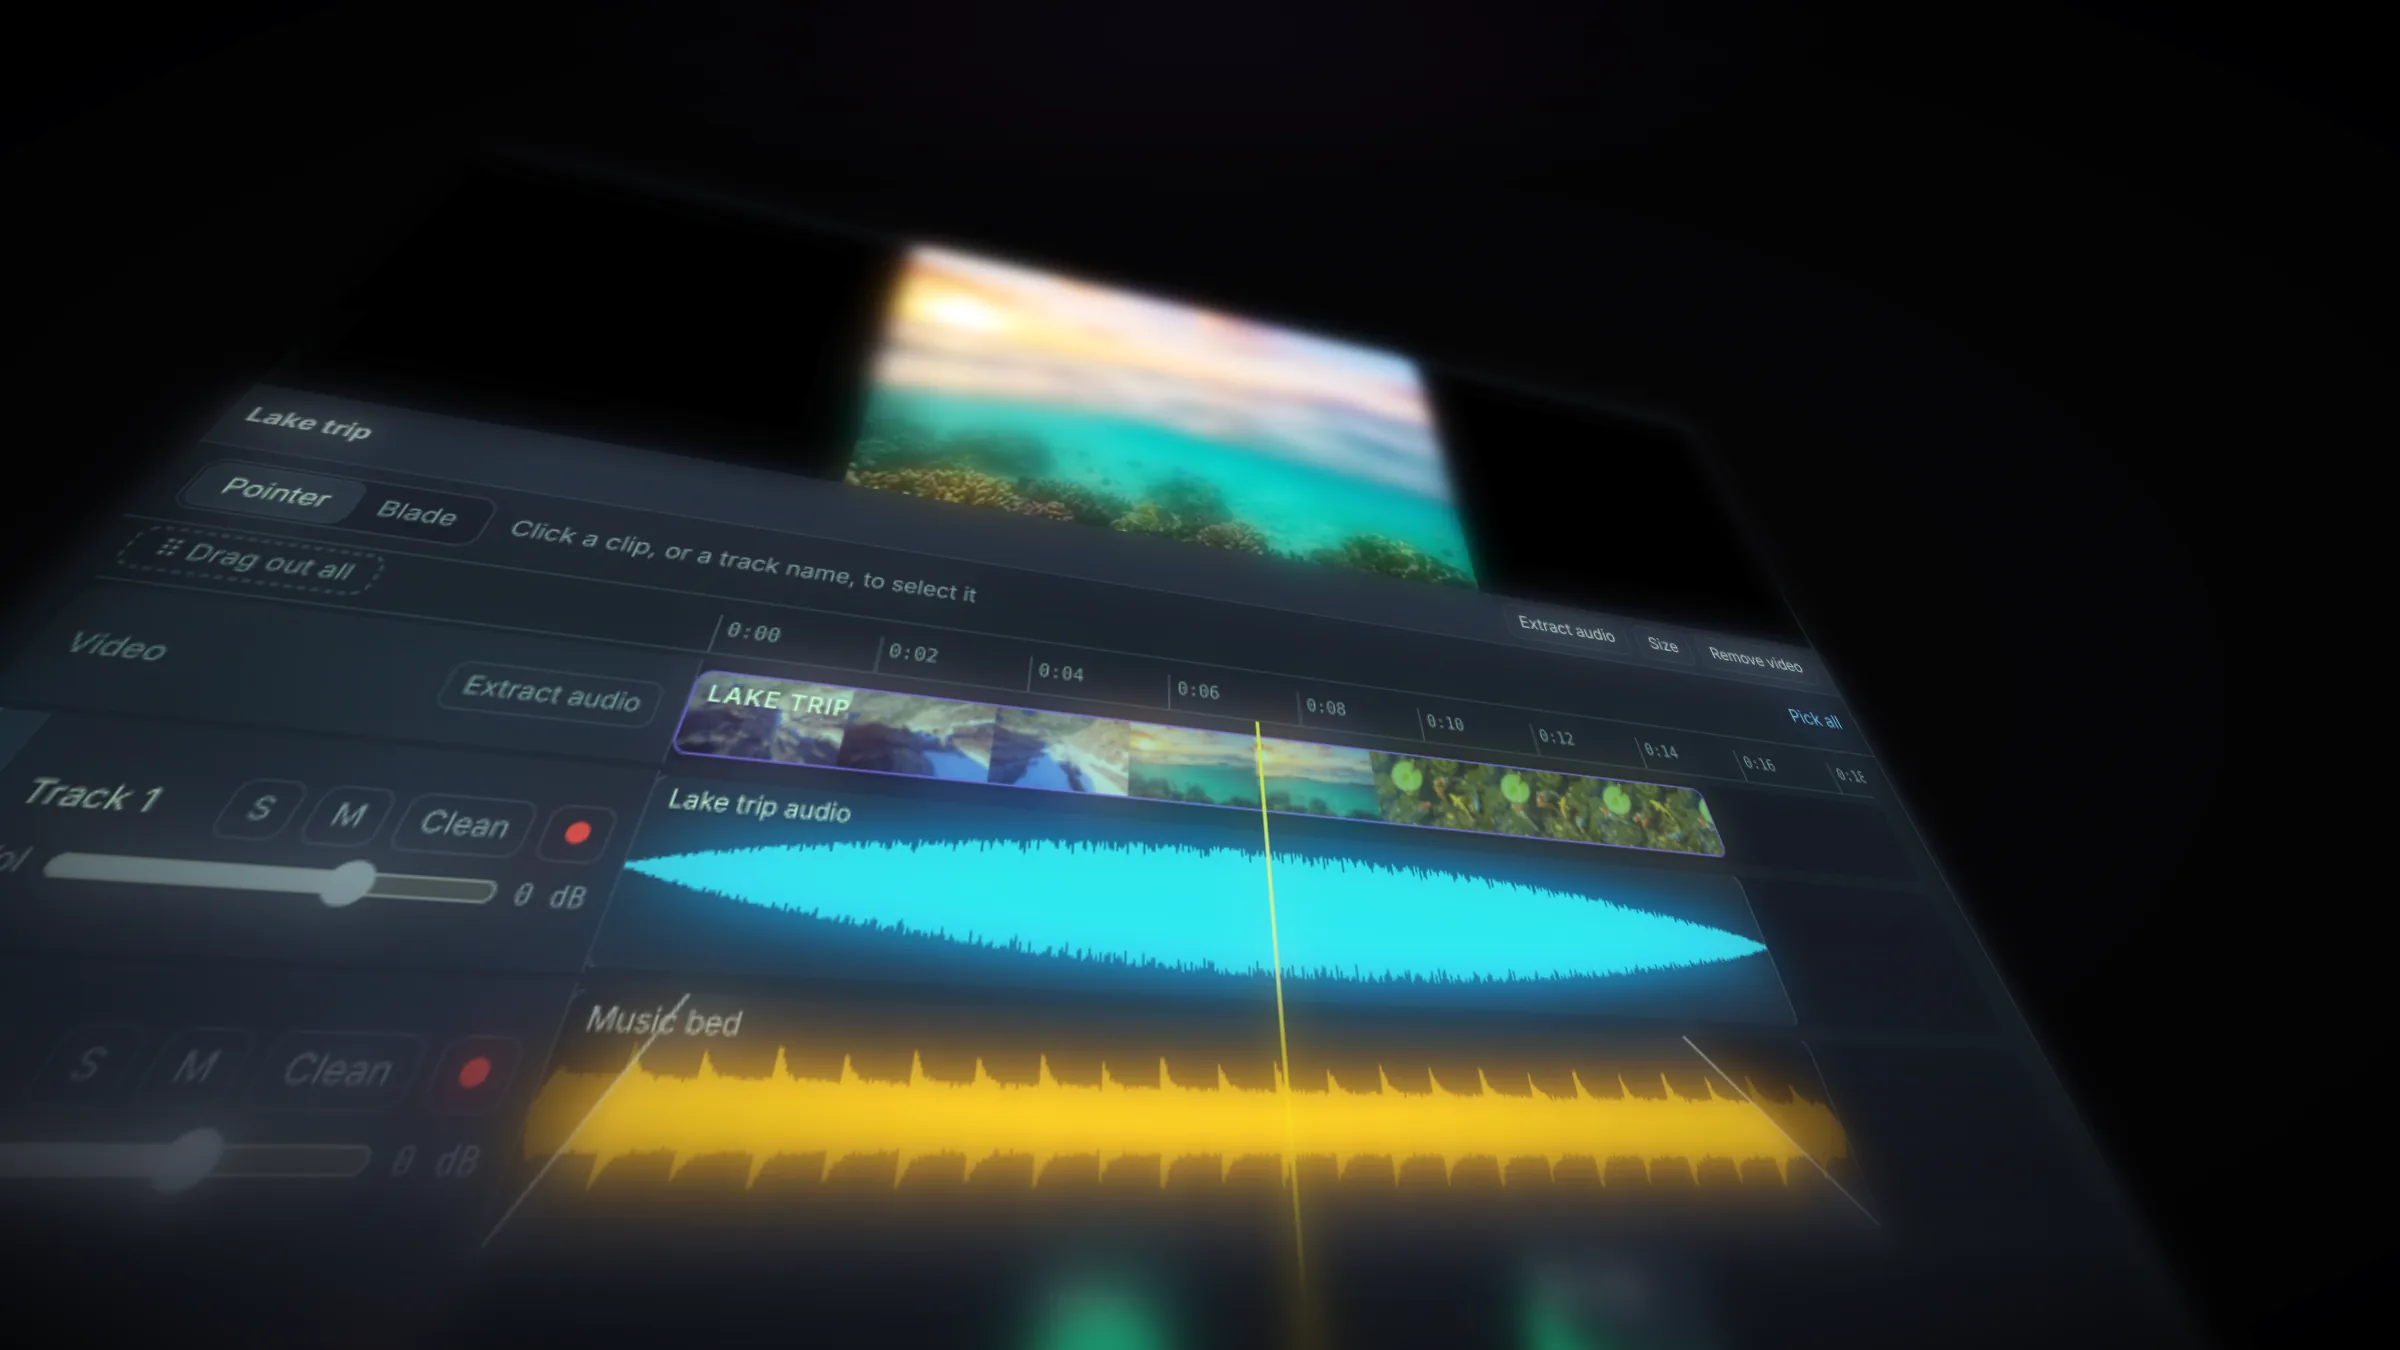 Lake trip
Pointer Blade Click a clip, or a track name, to select it
Extract audio Size Remove video
Drag out all
Pick all
0:00 0:02 0:04 0:06 0:08 0:10 0:12 0:14 0:16
Video Extract audio
LAKE TRIP
Lake trip audio
Track 1 S M Clean
0 dB
Music bed
S M Clean
0 dB